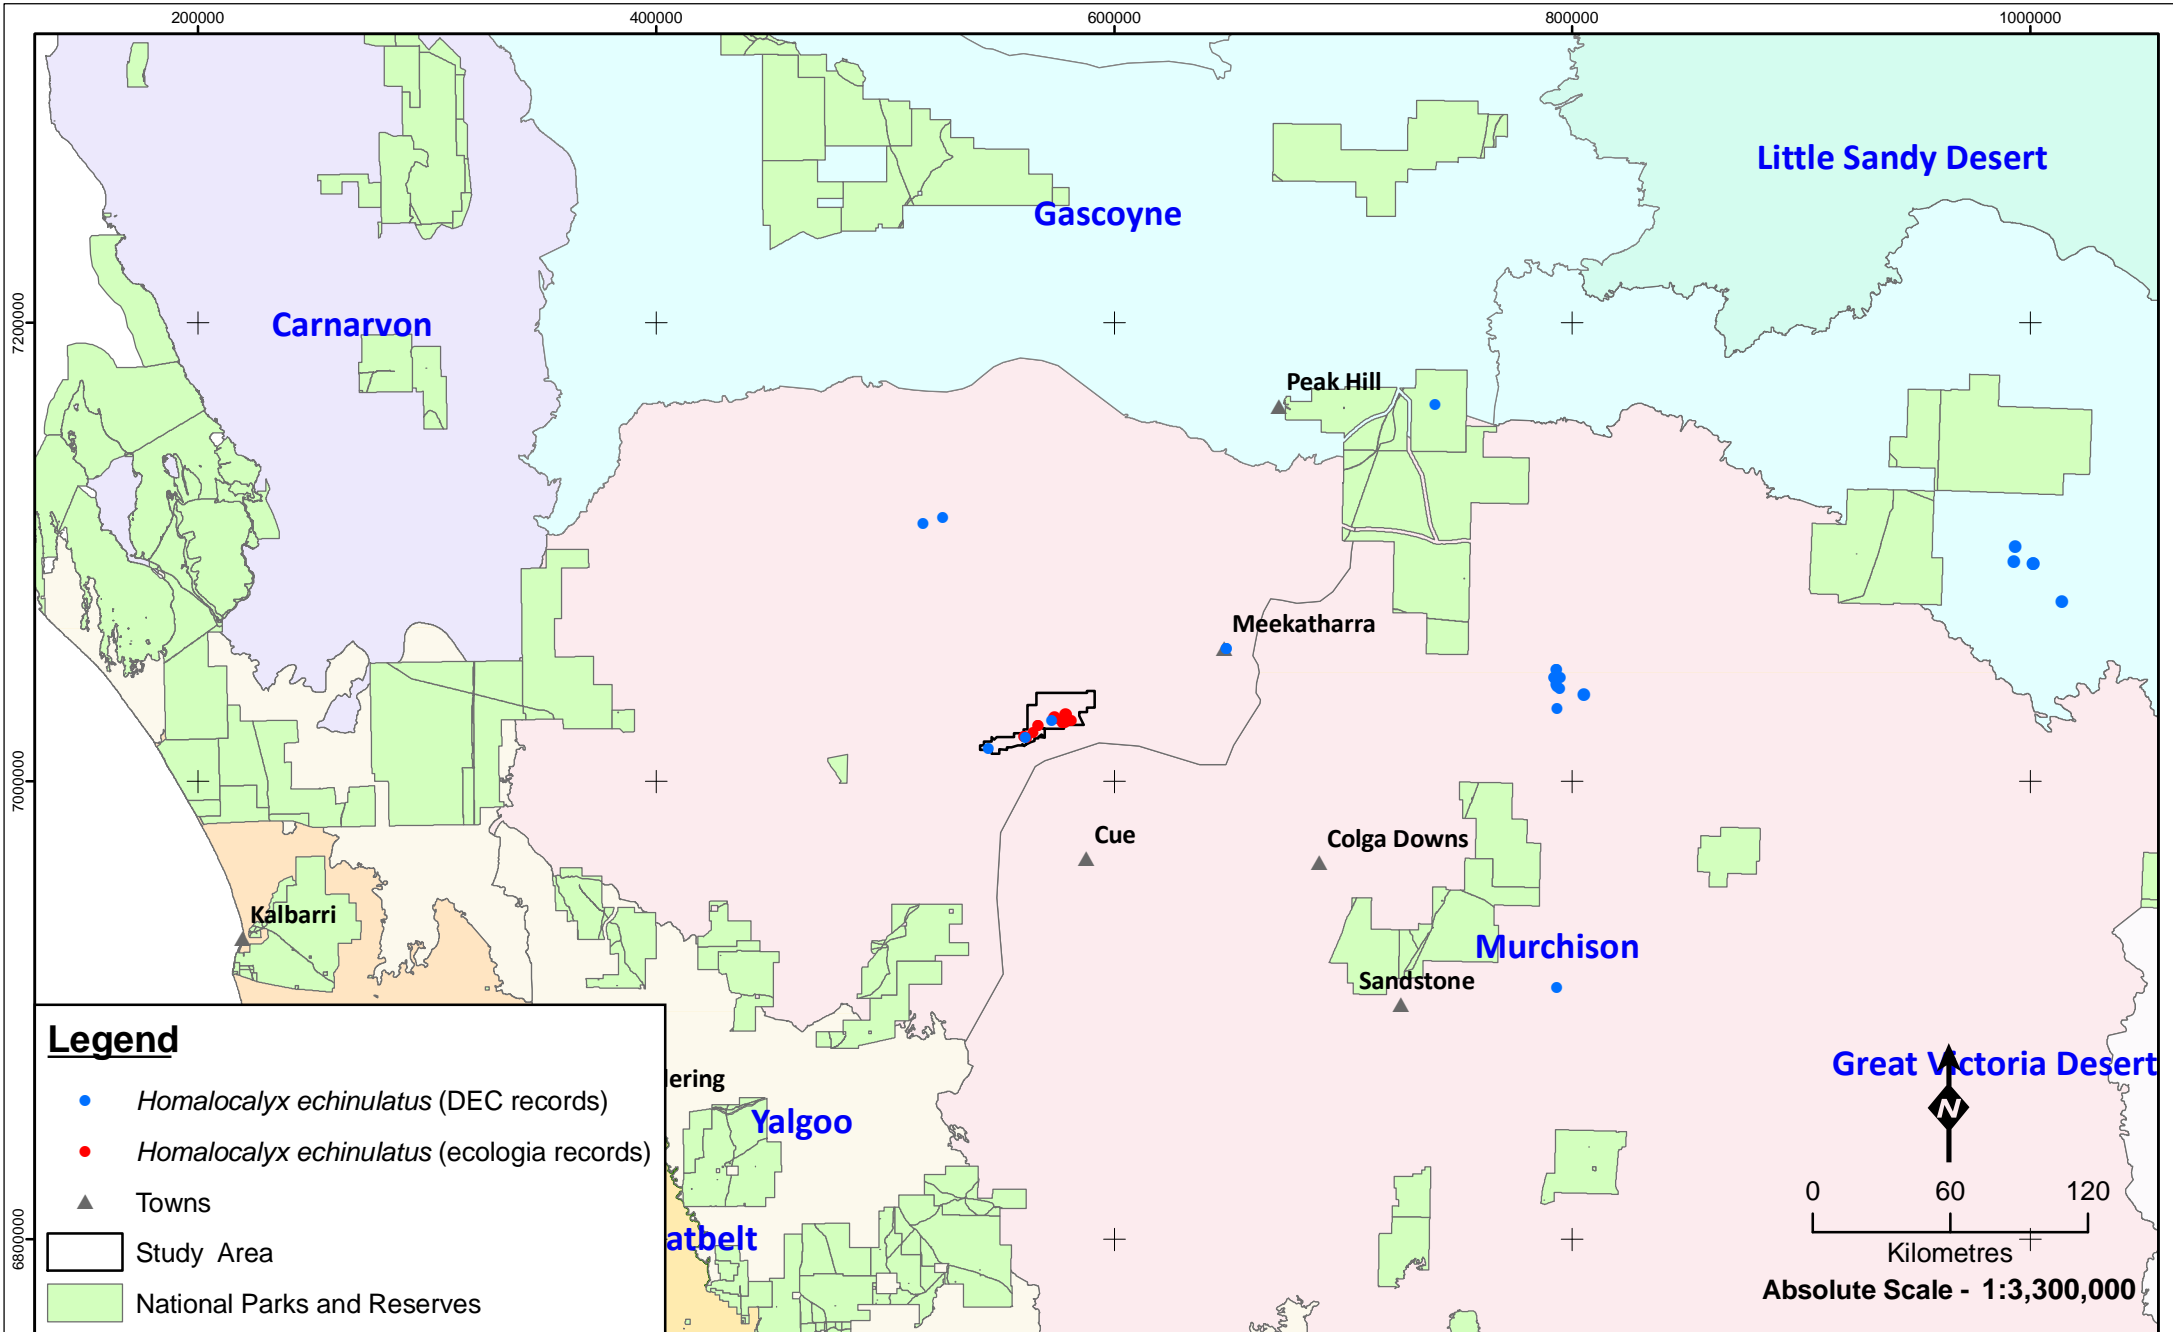 200000
400000
600000
800000
1000000
Little Sandy Desert
Gascoyne
7200000
Carnarvon
Peak Hill
Meekatharra
7000000
Cue
Colga Downs
Kalbarri
Murchison
Sandstone
Legend
Great Victoria Desert
Homalocalyx echinulatus (DEC records)
lering
Yalgoo
N
Homalocalyx echinulatus (ecologia records)
Towns
0 60 120
6800000
atbelt
Study Area
Kilometres
Absolute Scale - 1:3,300,000
National Parks and Reserves